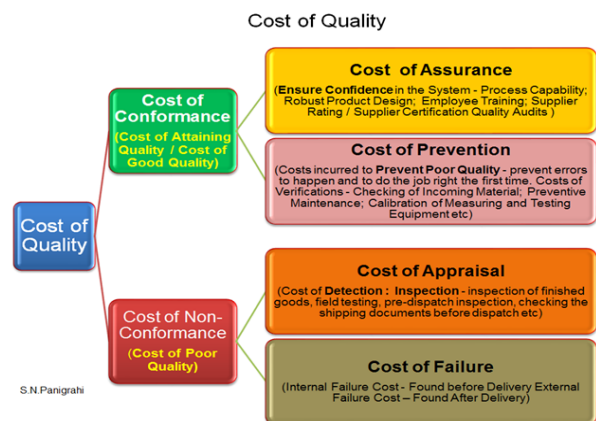 Cost of Quality
Cost of Assurance
(Ensure Confidence in the System - Process Capability;
Robust Product Design; Employee Training; Supplier
Rating / Supplier Certification Quality Audits )
Cost of
Conformance
(Cost of Attaining
Quality / Cost of
Good Quality)
Cost of Prevention
(Costs incurred to Prevent Poor Quality - prevent errors
to happen and to do the job right the first time. Costs of
Verifications - Checking of Incoming Material; Preventive
Maintenance; Calibration of Measuring and Testing
Equipment etc)
Cost of
Quality
Cost of Appraisal
(Cost of Detection : Inspection - inspection of finished
goods, field testing, pre-dispatch inspection, checking the
shipping documents before dispatch etc)
Cost of Non-
Conformance
(Cost of Poor
Quality)
Cost of Failure
(Internal Failure Cost - Found before Delivery External
Failure Cost – Found After Delivery)
S.N.Panigrahi